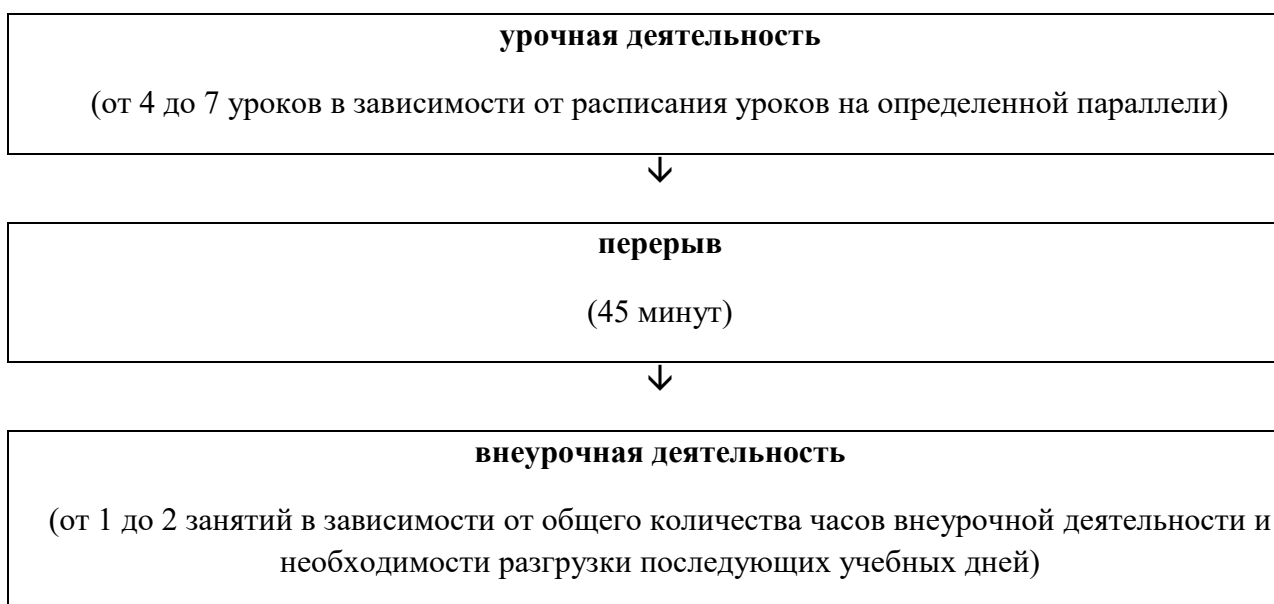 урочная деятельность
(от 4 до 7 уроков в зависимости от расписания уроков на определенной параллели)
↓
перерыв
(45 минут)
↓
внеурочная деятельность
(от 1 до 2 занятий в зависимости от общего количества часов внеурочной деятельности и
необходимости разгрузки последующих учебных дней)